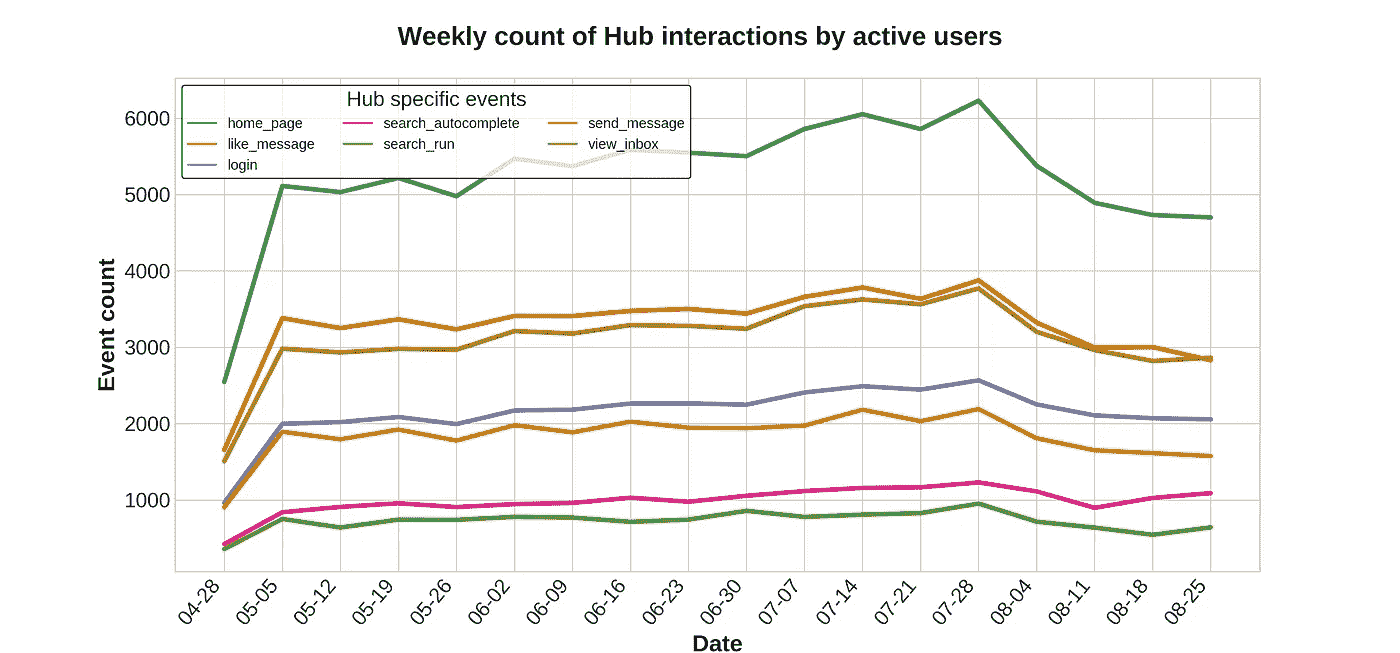 Weekly count of Hub interactions by active users
Hub specific events
home_page
like_message
login
search_autocomplete
search_run
send_message
view_inbox
Event count
6000
5000
4000
3000
2000
1000
04-28
05-05
05-12
05-19
05-26
06-02
06-09
06-16
06-23
06-30
07-07
07-14
07-21
07-28
08-04
08-11
08-18
08-25
Date